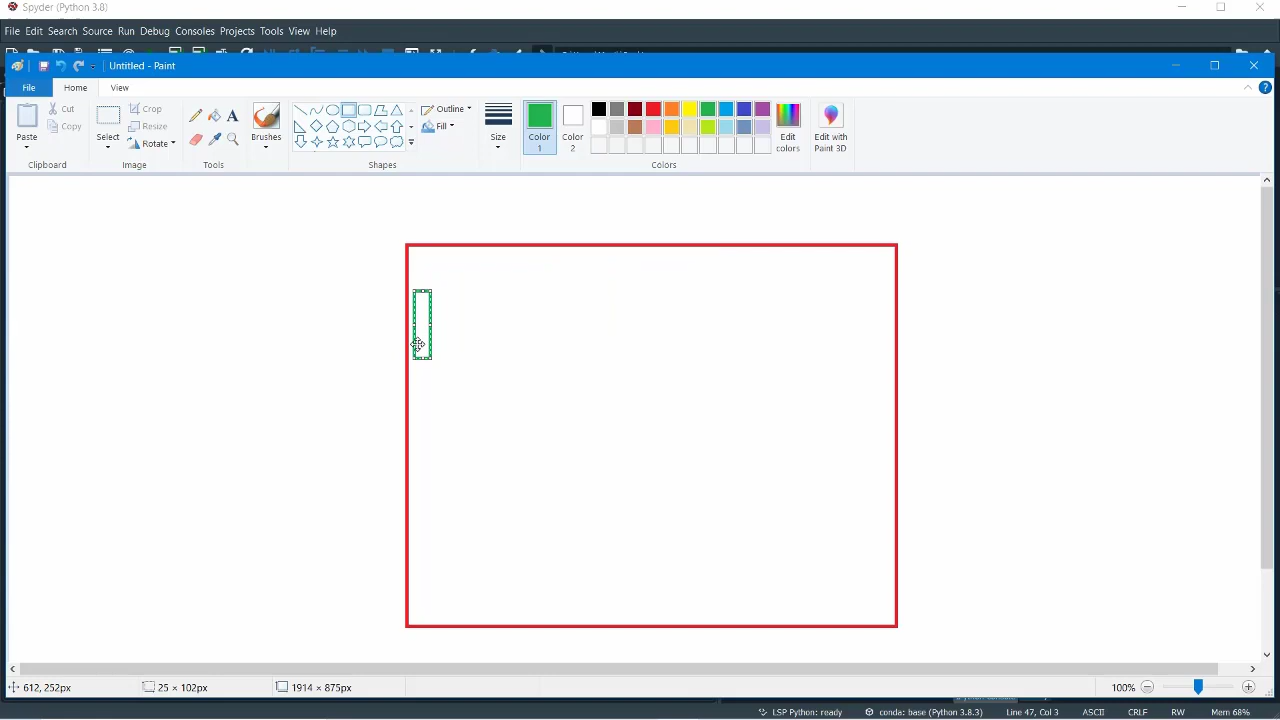 Spyder (Python 3.8)
File Edit Search Source Run Debug Consoles Projects Tools View Help
Untitled - Paint
File Home View
Paste
Cut
Copy
Clipboard
Select
Crop
Resize
Rotate
Image
Tools
Brushes
Outline
Fill
Shapes
Size
Color 1
Color 2
Edit colors
Colors
Edit with Paint 3D
612, 252px 25 × 102px 1914 × 875px 100%
LSP Python: ready conda: base (Python 3.8.3) Line 47, Col 3 ASCII CRLF RW Mem 68%